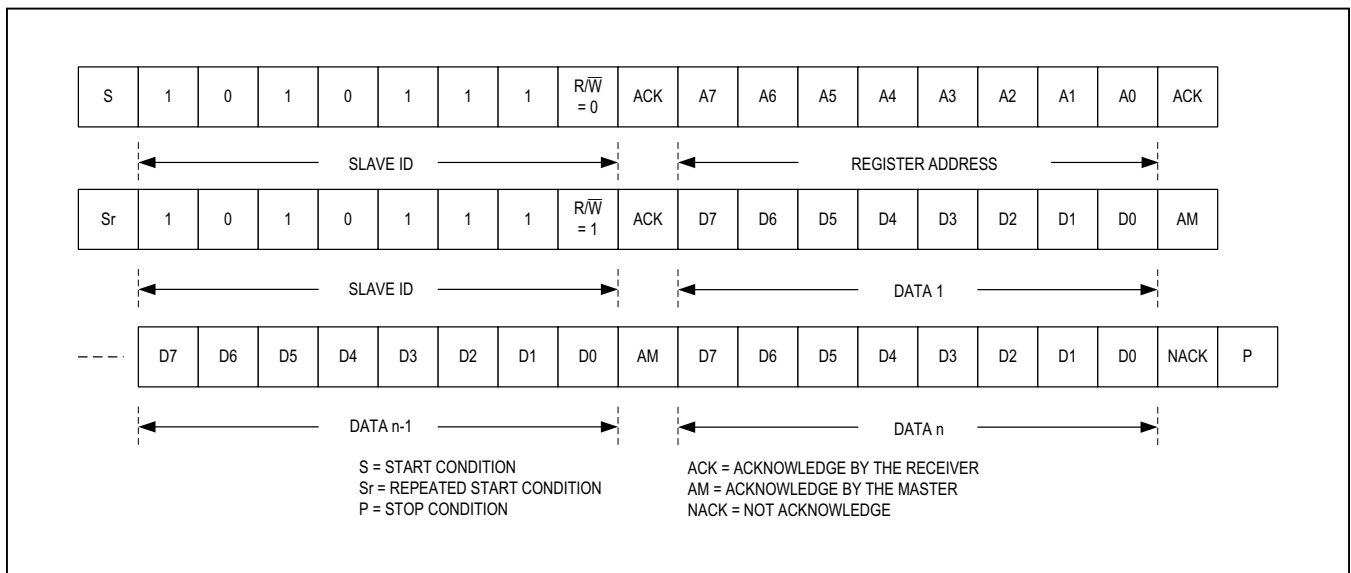 S 1 0 1 0 1 1 1 R/W̅ = 0 ACK A7 A6 A5 A4 A3 A2 A1 A0 ACK
SLAVE ID REGISTER ADDRESS
Sr 1 0 1 0 1 1 1 R/W̅ = 1 ACK D7 D6 D5 D4 D3 D2 D1 D0 AM
SLAVE ID DATA 1
D7 D6 D5 D4 D3 D2 D1 D0 AM D7 D6 D5 D4 D3 D2 D1 D0 NACK P
DATA n-1 DATA n
S = START CONDITION
Sr = REPEATED START CONDITION
P = STOP CONDITION
ACK = ACKNOWLEDGE BY THE RECEIVER
AM = ACKNOWLEDGE BY THE MASTER
NACK = NOT ACKNOWLEDGE